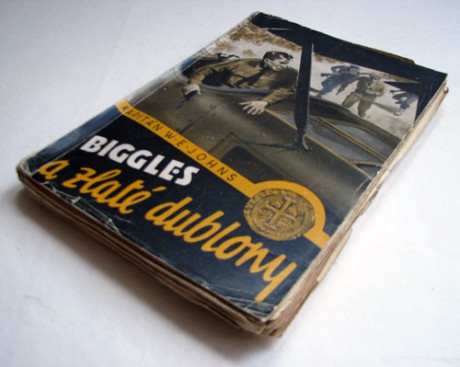 KAPITÁN W·E·JOHNS
BIGGLES
a zlaté dublony